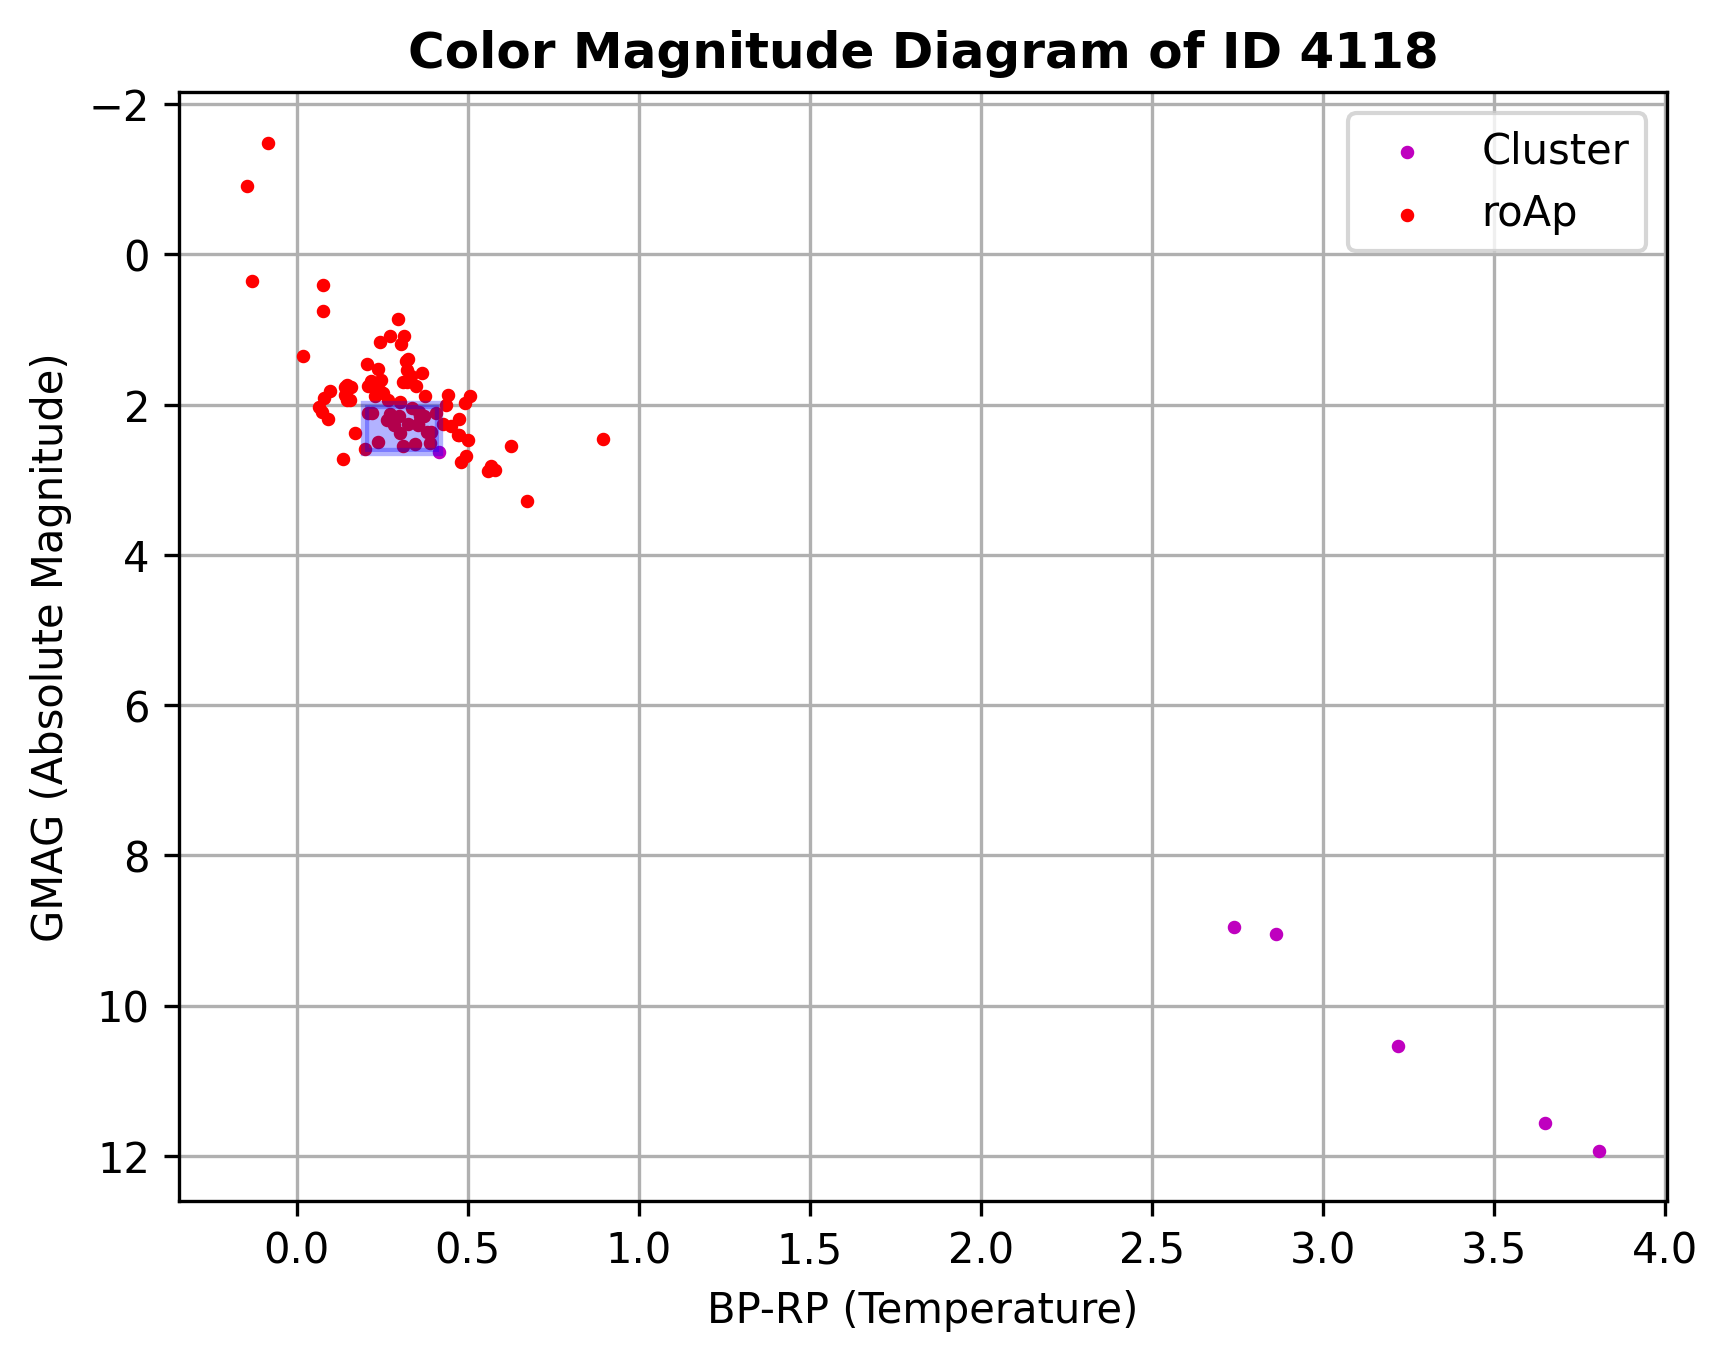 Color Magnitude Diagram of ID 4118
Cluster
roAp
GMAG (Absolute Magnitude)
−2
0
2
4
6
8
10
12
0.0 0.5 1.0 1.5 2.0 2.5 3.0 3.5 4.0
BP-RP (Temperature)